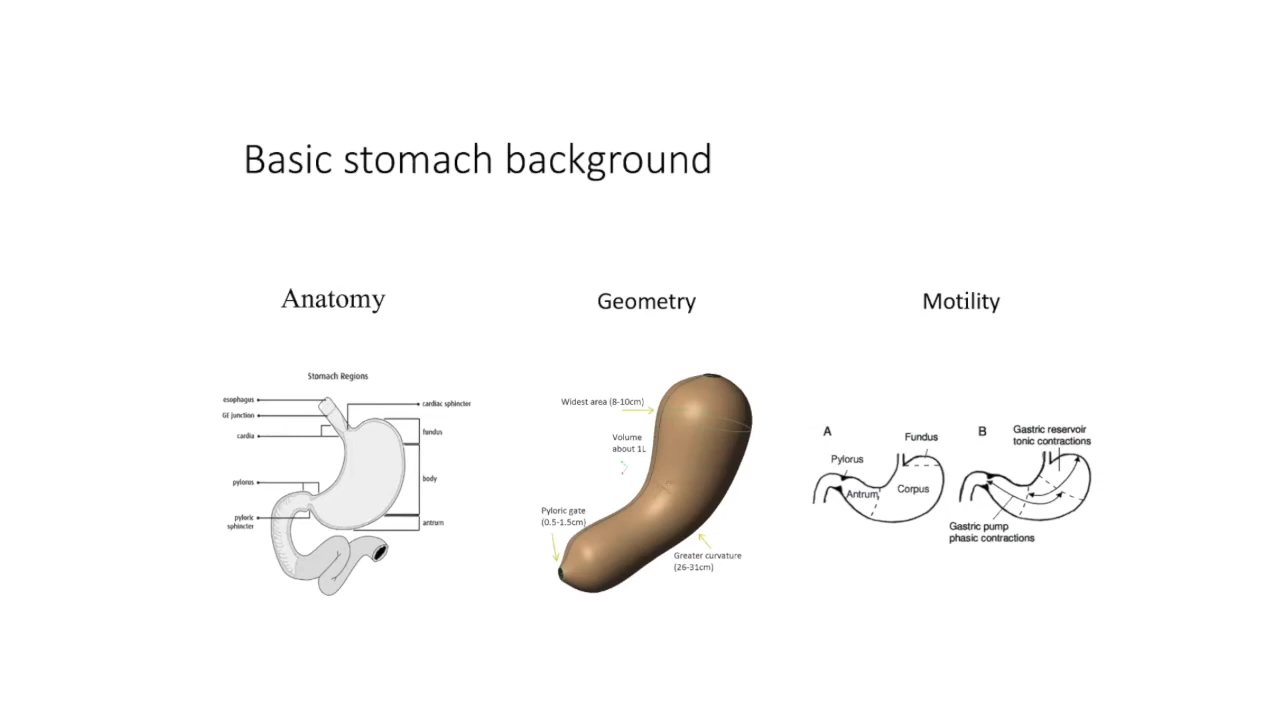 Basic stomach background
Anatomy
Geometry
Motility
Stomach Regions
esophagus
GE junction
cardia
pylorus
pyloric
sphincter
cardiac sphincter
fundus
body
antrum
Widest area (8-10cm)
Volume
about 1L
Pyloric gate
(0.5-1.5cm)
Greater curvature
(26-31cm)
A
Fundus
Pylorus
Antrum
Corpus
B
Gastric reservoir
tonic contractions
Gastric pump
phasic contractions